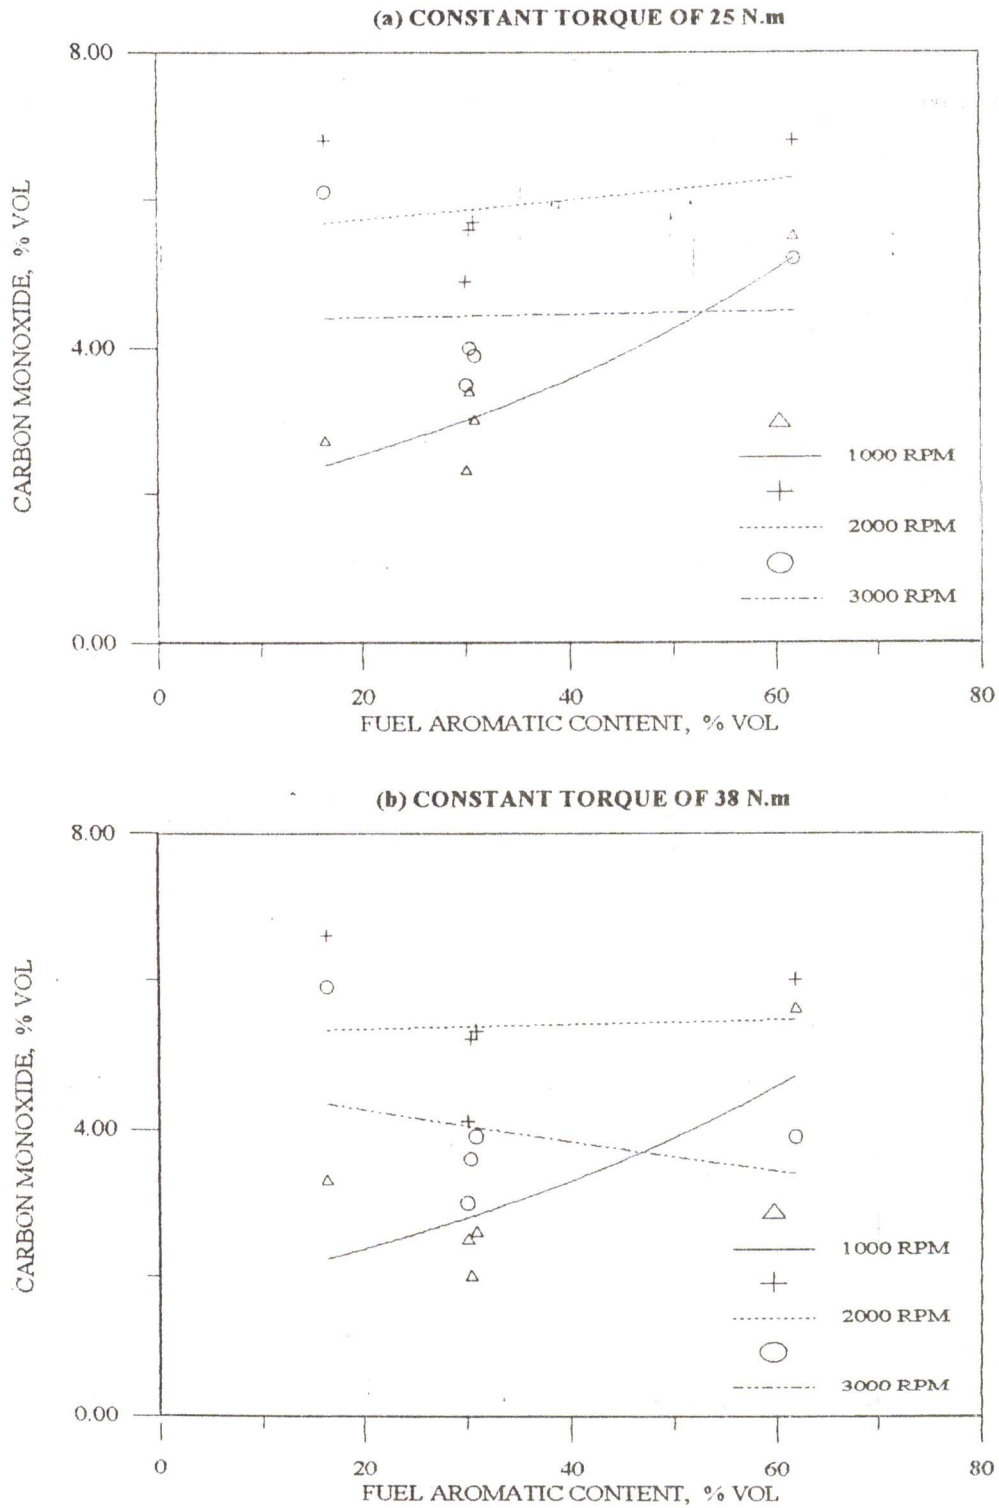 (a) CONSTANT TORQUE OF 25 N.m
8.00
CARBON MONOXIDE, % VOL
4.00
1000 RPM
2000 RPM
3000 RPM
0.00
0 20 40 60 80
FUEL AROMATIC CONTENT, % VOL
(b) CONSTANT TORQUE OF 38 N.m
8.00
CARBON MONOXIDE, % VOL
4.00
1000 RPM
2000 RPM
3000 RPM
0.00
0 20 40 60 80
FUEL AROMATIC CONTENT, % VOL